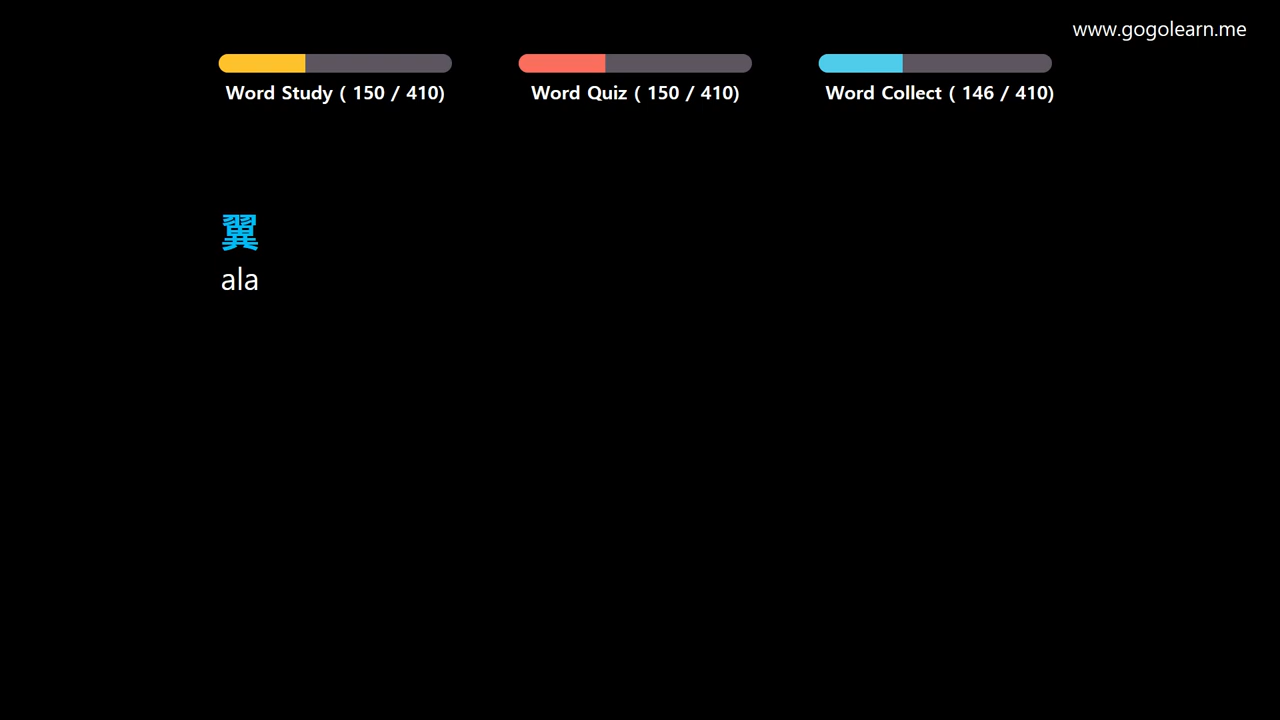 www.gogolearn.me
Word Study ( 150 / 410)
Word Quiz ( 150 / 410)
Word Collect ( 146 / 410)
翼
ala